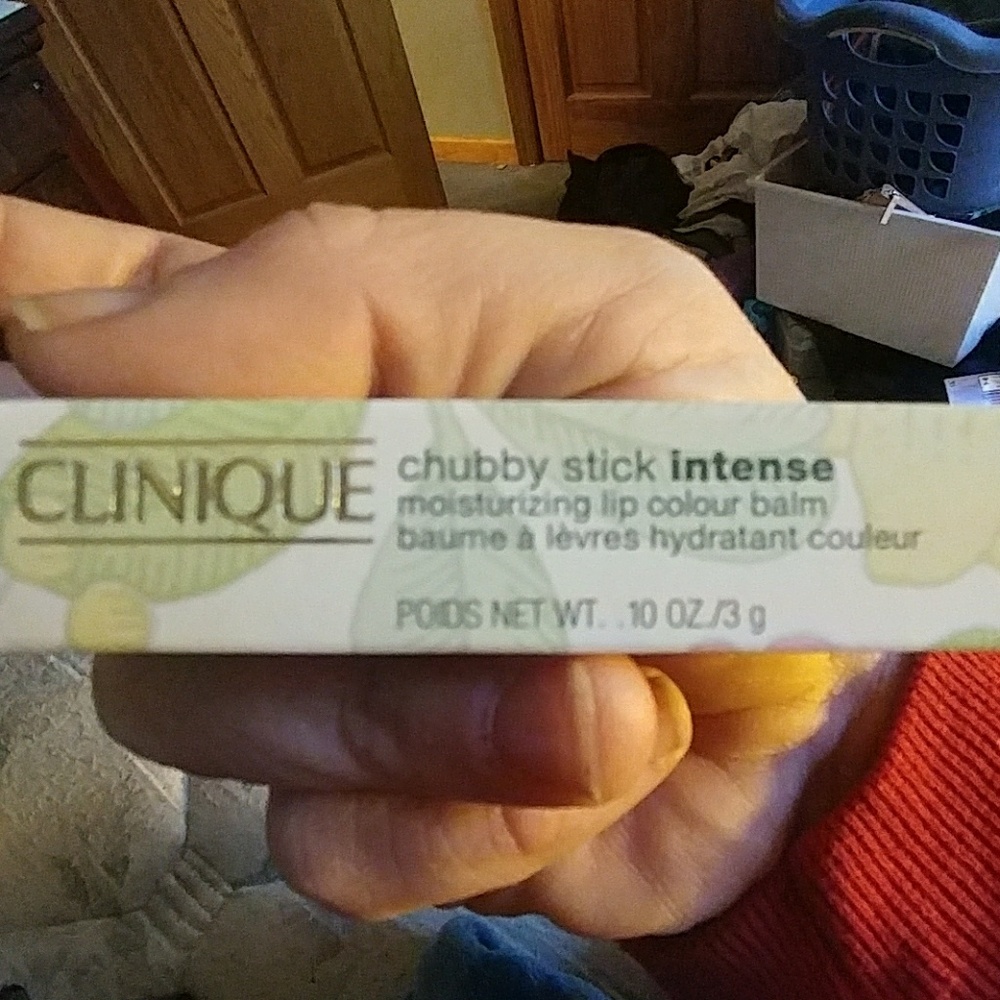 CLINIQUE
chubby stick intense
moisturizing lip colour balm
baume à lèvres hydratant couleur
POIDS NET WT. .10 OZ./3 g